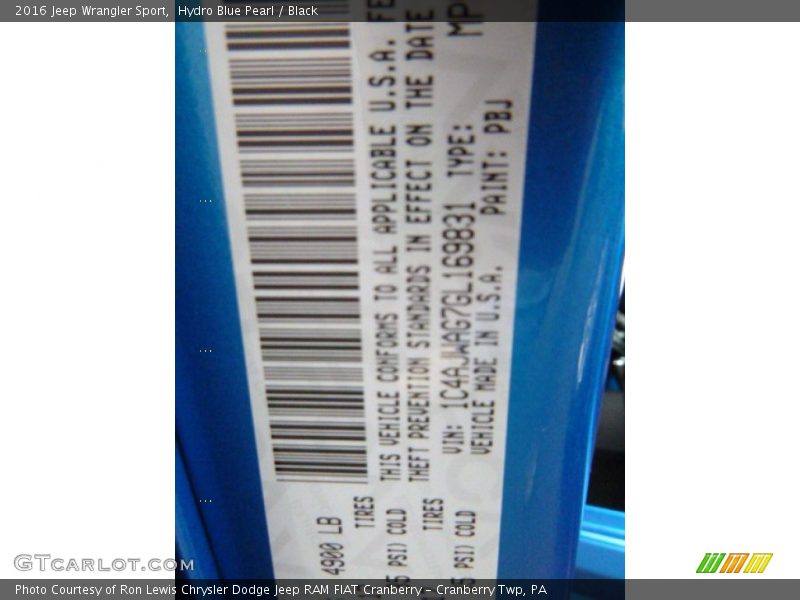 2016 Jeep Wrangler Sport, Hydro Blue Pearl / Black
4900 LB
TIRES
PSI) COLD
TIRES
PSI) COLD
THIS VEHICLE CONFORMS TO ALL APPLICABLE U.S.A. FE
THEFT PREVENTION STANDARDS IN EFFECT ON THE DATE
VIN: 1C4AJWAG7GL169831 TYPE: MP
VEHICLE MADE IN U.S.A. PAINT: PBJ
GTcarlot.com
Photo Courtesy of Ron Lewis Chrysler Dodge Jeep RAM FIAT Cranberry – Cranberry Twp, PA